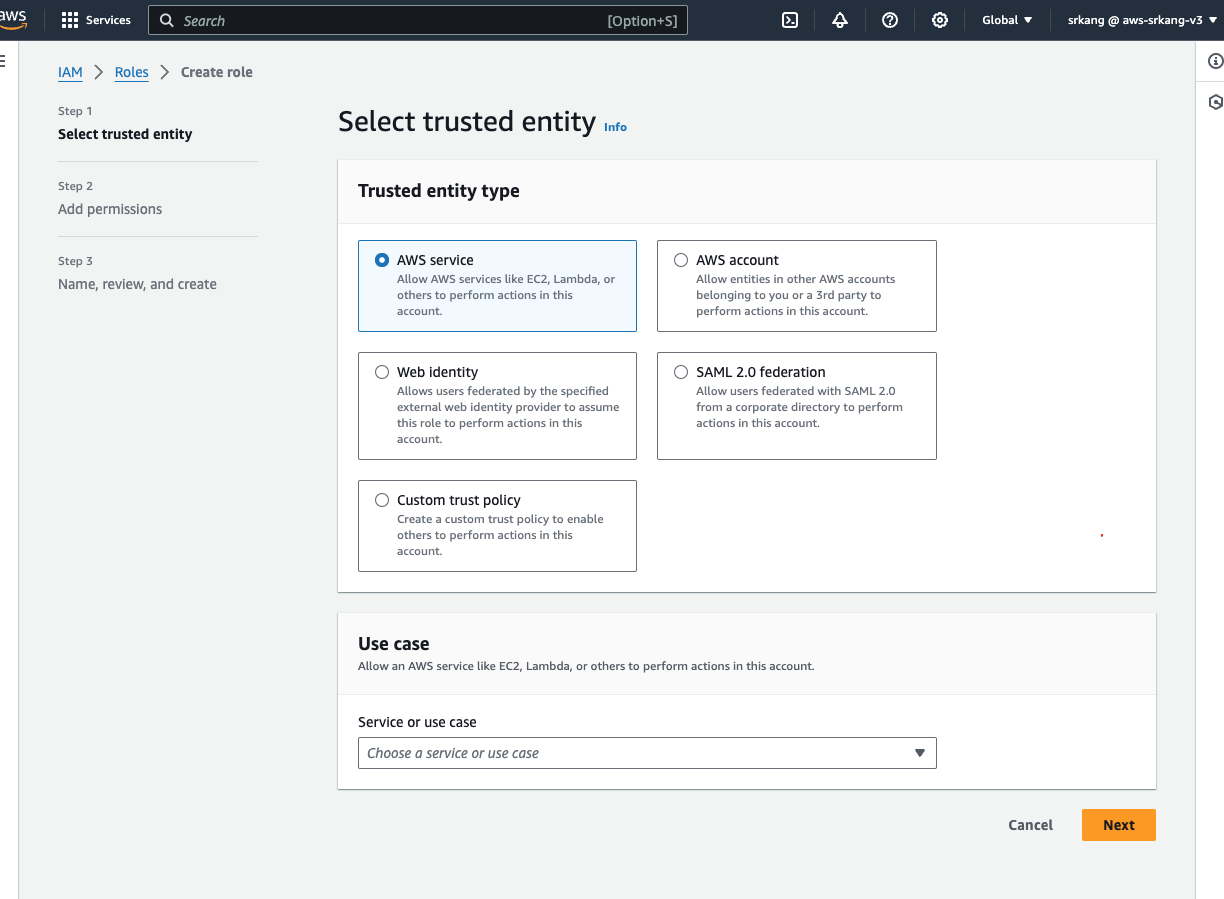 aws
Services
Search
[Option+S]
Global
srkang @ aws-srkang-v3
IAM
Roles
Create role
Step 1
Select trusted entity
Step 2
Add permissions
Step 3
Name, review, and create
Select trusted entity
Info
Trusted entity type
AWS service
Allow AWS services like EC2, Lambda, or
others to perform actions in this
account.
AWS account
Allow entities in other AWS accounts
belonging to you or a 3rd party to
perform actions in this account.
Web identity
Allows users federated by the specified
external web identity provider to assume
this role to perform actions in this
account.
SAML 2.0 federation
Allow users federated with SAML 2.0
from a corporate directory to perform
actions in this account.
Custom trust policy
Create a custom trust policy to enable
others to perform actions in this
account.
Use case
Allow an AWS service like EC2, Lambda, or others to perform actions in this account.
Service or use case
Choose a service or use case
Cancel
Next